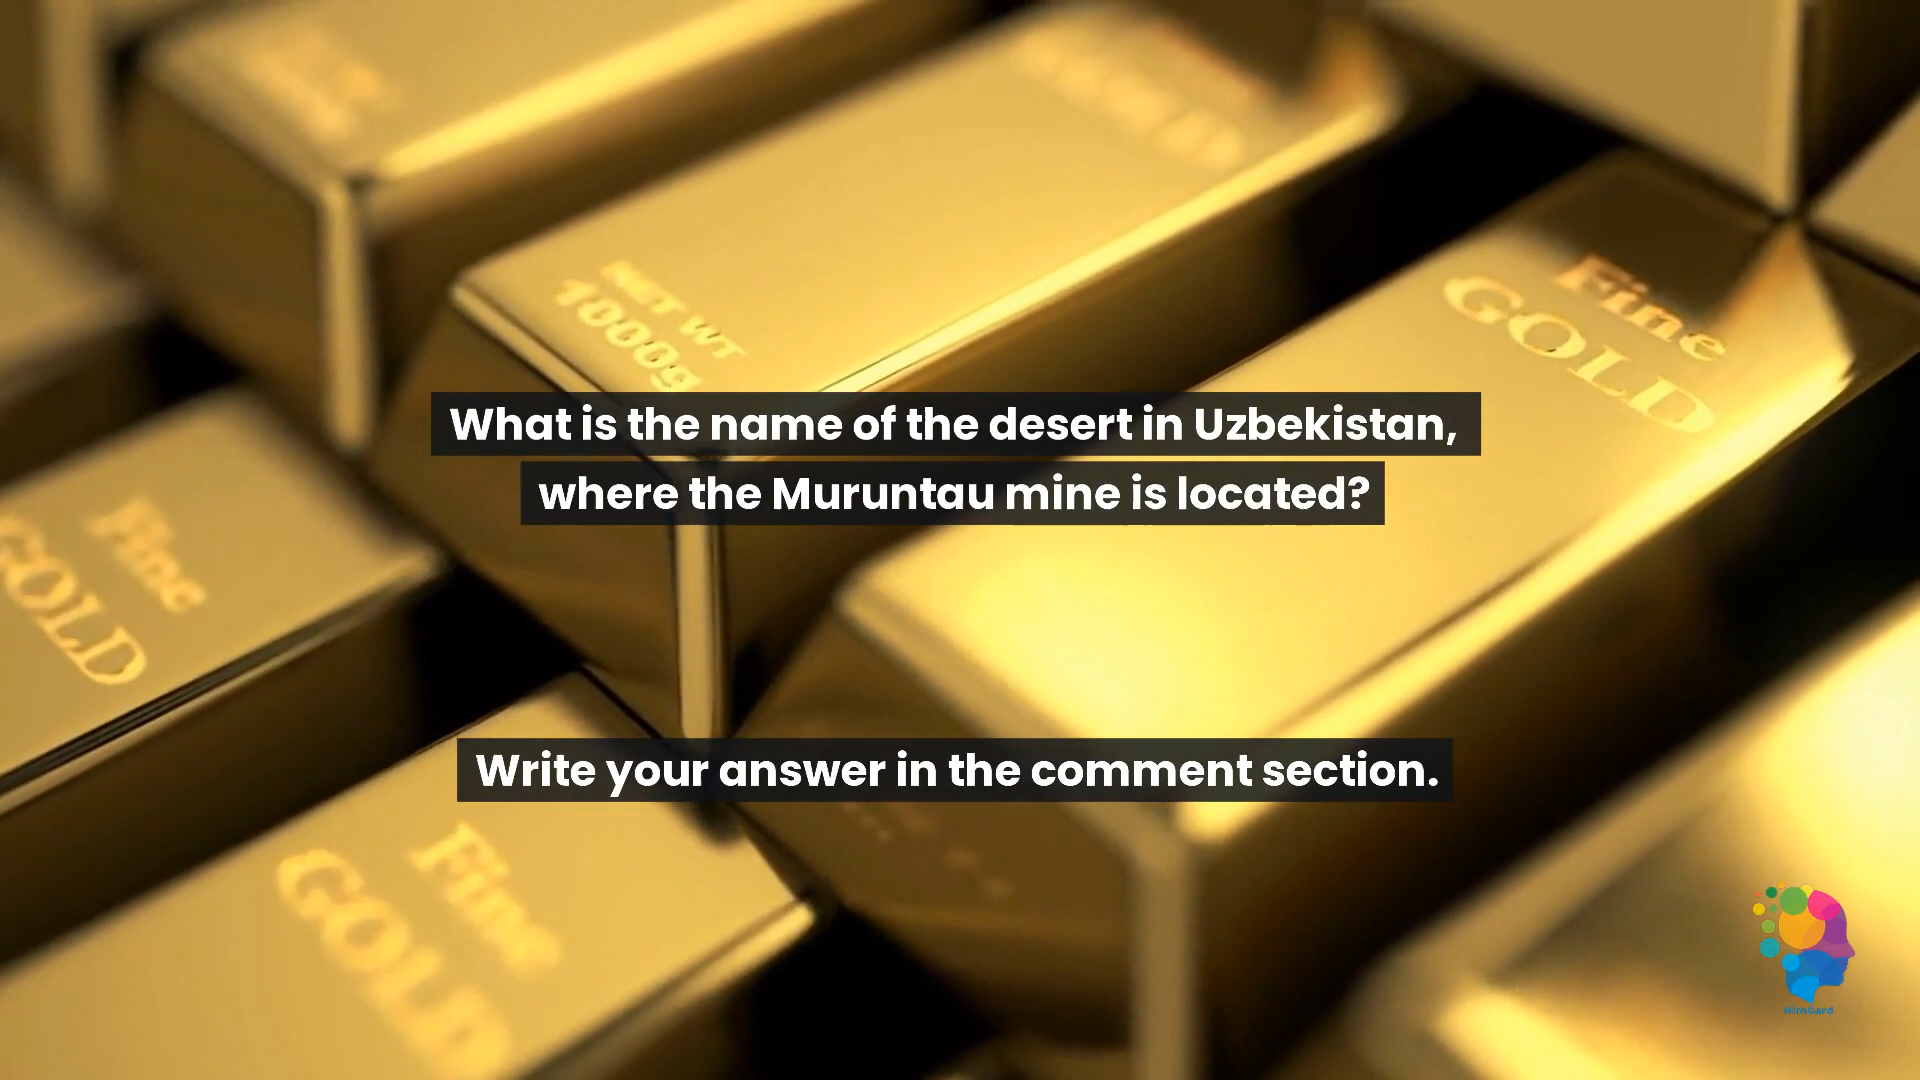 NET WT
1000g
Fine
GOLD
What is the name of the desert in Uzbekistan,
where the Muruntau mine is located?
Fine
GOLD
Write your answer in the comment section.
Fine
GOLD